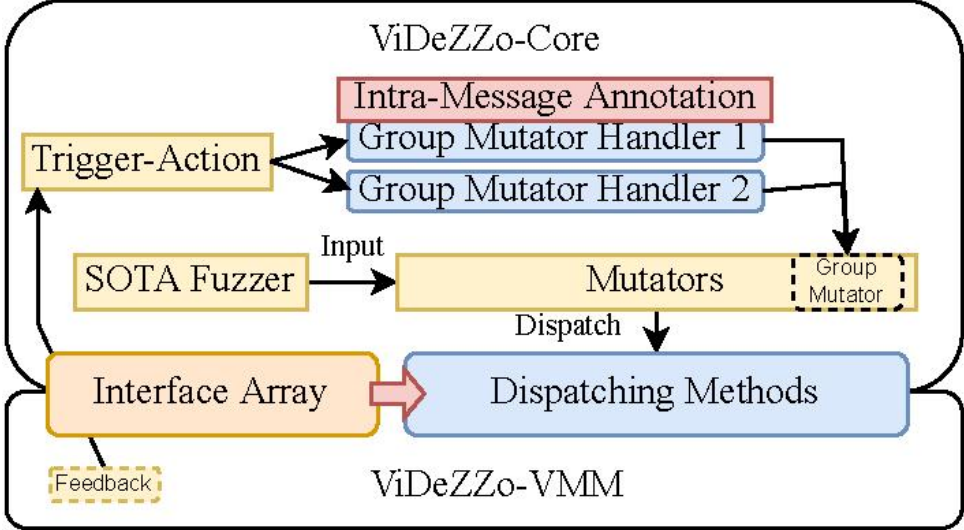 ViDeZZo-Core
Intra-Message Annotation
Group Mutator Handler 1
Trigger-Action
Group Mutator Handler 2
Input
SOTA Fuzzer
Mutators
Group
Mutator
Dispatch
Interface Array
Dispatching Methods
Feedback
ViDeZZo-VMM